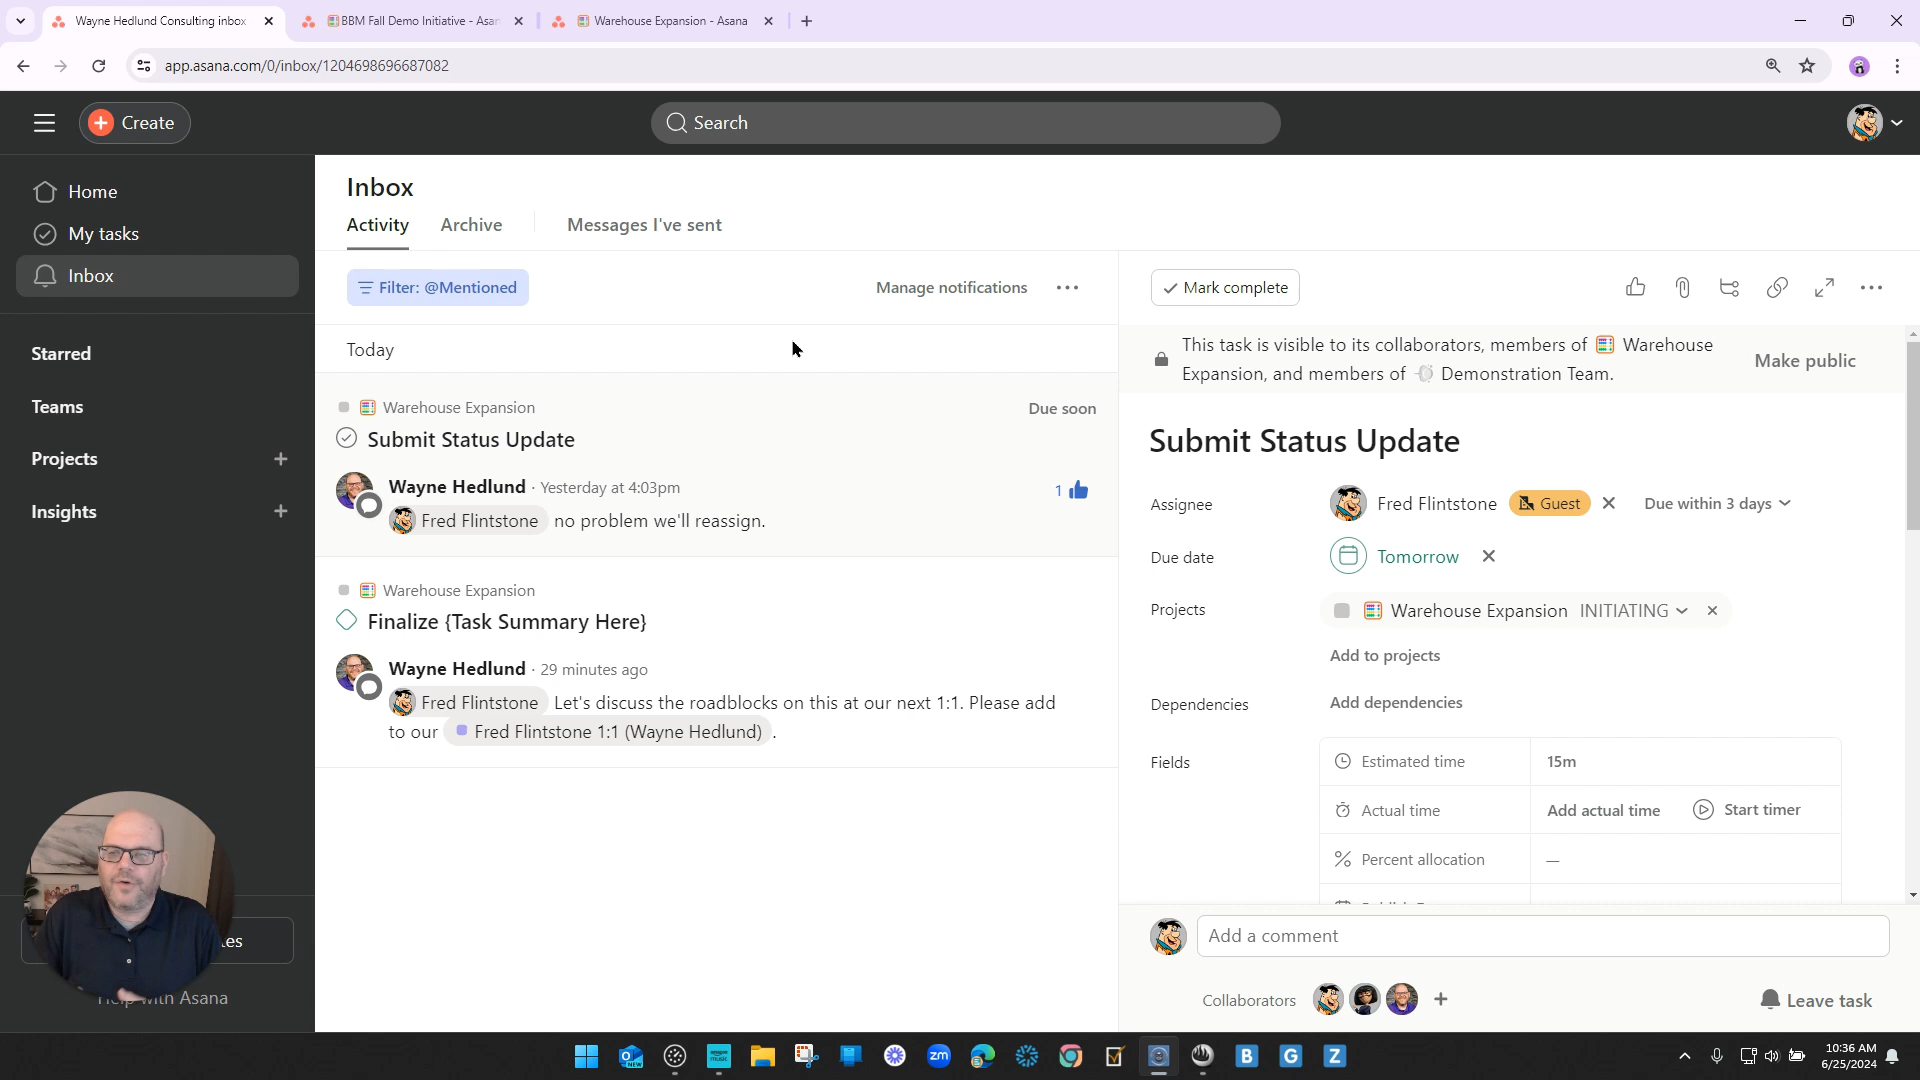 Wayne Hedlund Consulting inbox
BBM Fall Demo Initiative - Asan
Warehouse Expansion - Asana
app.asana.com/0/inbox/1204698696687082
Create
Search
Home
My tasks
Inbox
Starred
Teams
Projects
Insights
Help with Asana
Inbox
Activity
Archive
Messages I've sent
Filter: @Mentioned
Manage notifications
Today
Warehouse Expansion
Due soon
Submit Status Update
Wayne Hedlund · Yesterday at 4:03pm
1
Fred Flintstone no problem we'll reassign.
Warehouse Expansion
Finalize {Task Summary Here}
Wayne Hedlund · 29 minutes ago
Fred Flintstone Let's discuss the roadblocks on this at our next 1:1. Please add
to our Fred Flintstone 1:1 (Wayne Hedlund) .
Mark complete
This task is visible to its collaborators, members of Warehouse
Expansion, and members of Demonstration Team.
Make public
Submit Status Update
Assignee
Fred Flintstone
Guest
Due within 3 days
Due date
Tomorrow
Projects
Warehouse Expansion INITIATING
Add to projects
Dependencies
Add dependencies
Fields
Estimated time
15m
Actual time
Add actual time
Start timer
Percent allocation
—
Add a comment
Collaborators
Leave task
NEW
amazon music
zm
B
G
Z
10:36 AM
6/25/2024